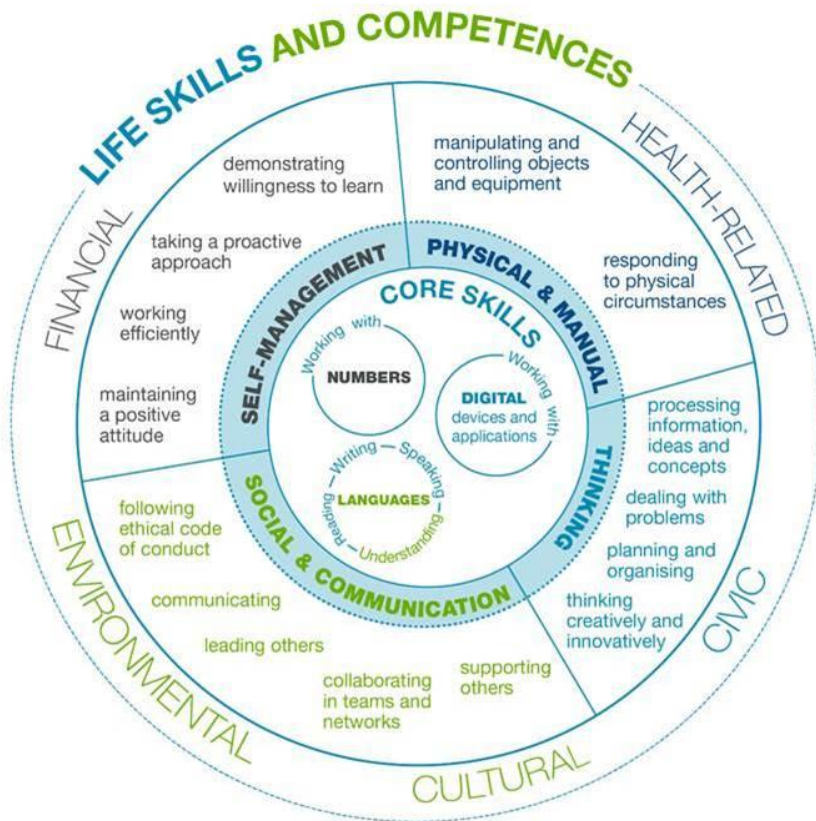 LIFE SKILLS AND COMPETENCES
HEALTH-RELATED
CIVIC
CULTURAL
ENVIRONMENTAL
FINANCIAL
demonstrating
willingness to learn
taking a proactive
approach
working
efficiently
maintaining
a positive
attitude
SELF-MANAGEMENT
manipulating and
controlling objects
and equipment
responding
to physical
circumstances
PHYSICAL & MANUAL
processing
information,
ideas and
concepts
dealing with
problems
planning and
organising
thinking
creatively and
innovatively
THINKING
following
ethical code
of conduct
communicating
leading others
collaborating
in teams and
networks
supporting
others
SOCIAL & COMMUNICATION
CORE SKILLS
Working with
NUMBERS
Working with
DIGITAL
devices and
applications
Reading – Writing – Speaking – Understanding
LANGUAGES